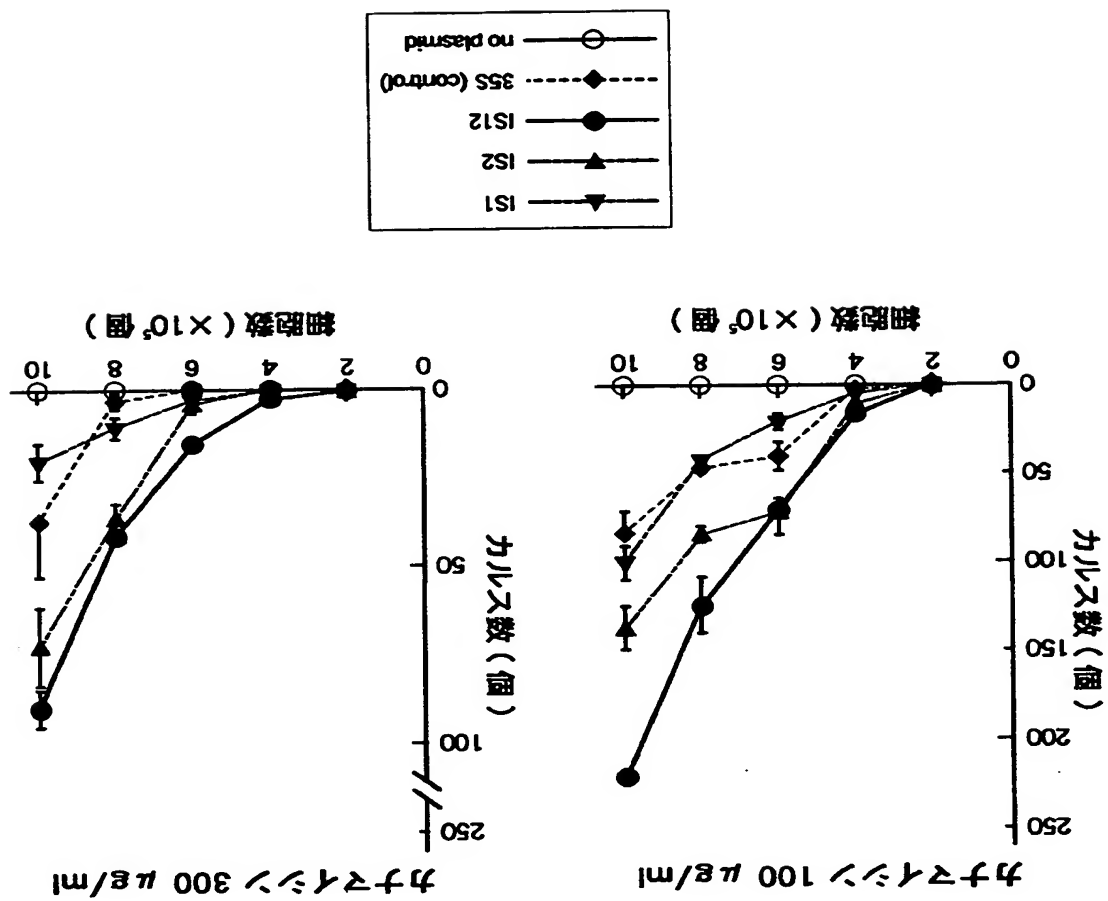 カナマイシン 100 μg/ml
カルス数 (個)
250
200
150
100
50
0
0 2 4 6 8 10
細胞数 (×10⁵ 個)
カナマイシン 300 μg/ml
カルス数 (個)
250
100
50
0
0 2 4 6 8 10
細胞数 (×10⁵ 個)
IS1
IS2
IS12
35S (control)
no plasmid